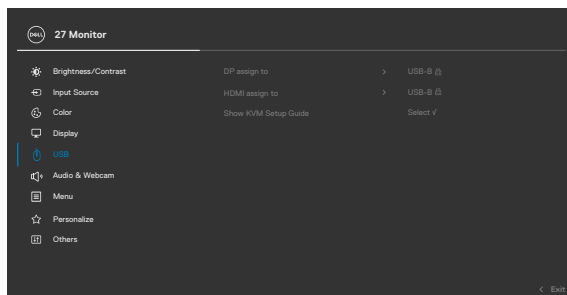 DELL 27 Monitor
Brightness/Contrast DP assign to > USB-B
Input Source HDMI assign to > USB-B
Color Show KVM Setup Guide Select √
Display
USB
Audio & Webcam
Menu
Personalize
Others
< Exit